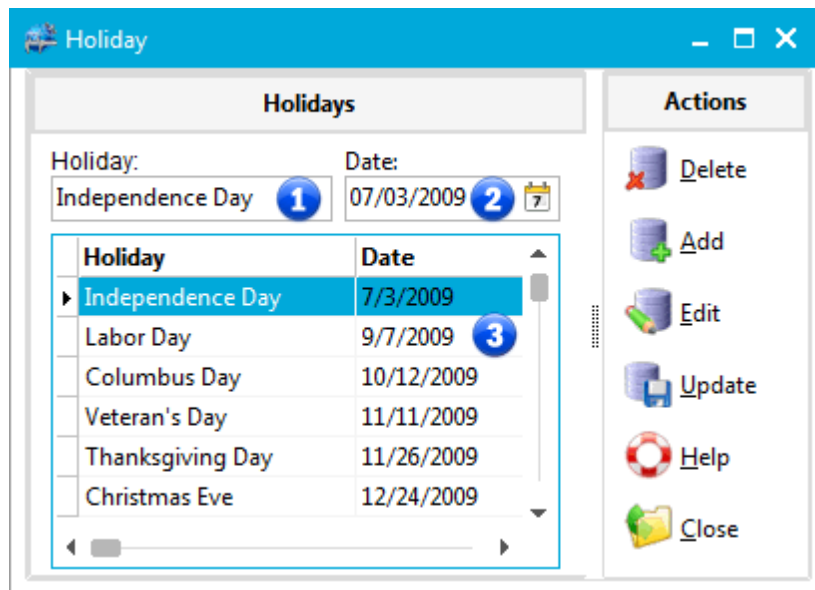 Holiday
Holidays
Actions
Holiday: Date:
Independence Day 1 07/03/2009 2 7
Holiday Date
Independence Day 7/3/2009
Labor Day 9/7/2009 3
Columbus Day 10/12/2009
Veteran's Day 11/11/2009
Thanksgiving Day 11/26/2009
Christmas Eve 12/24/2009
Delete
Add
Edit
Update
Help
Close